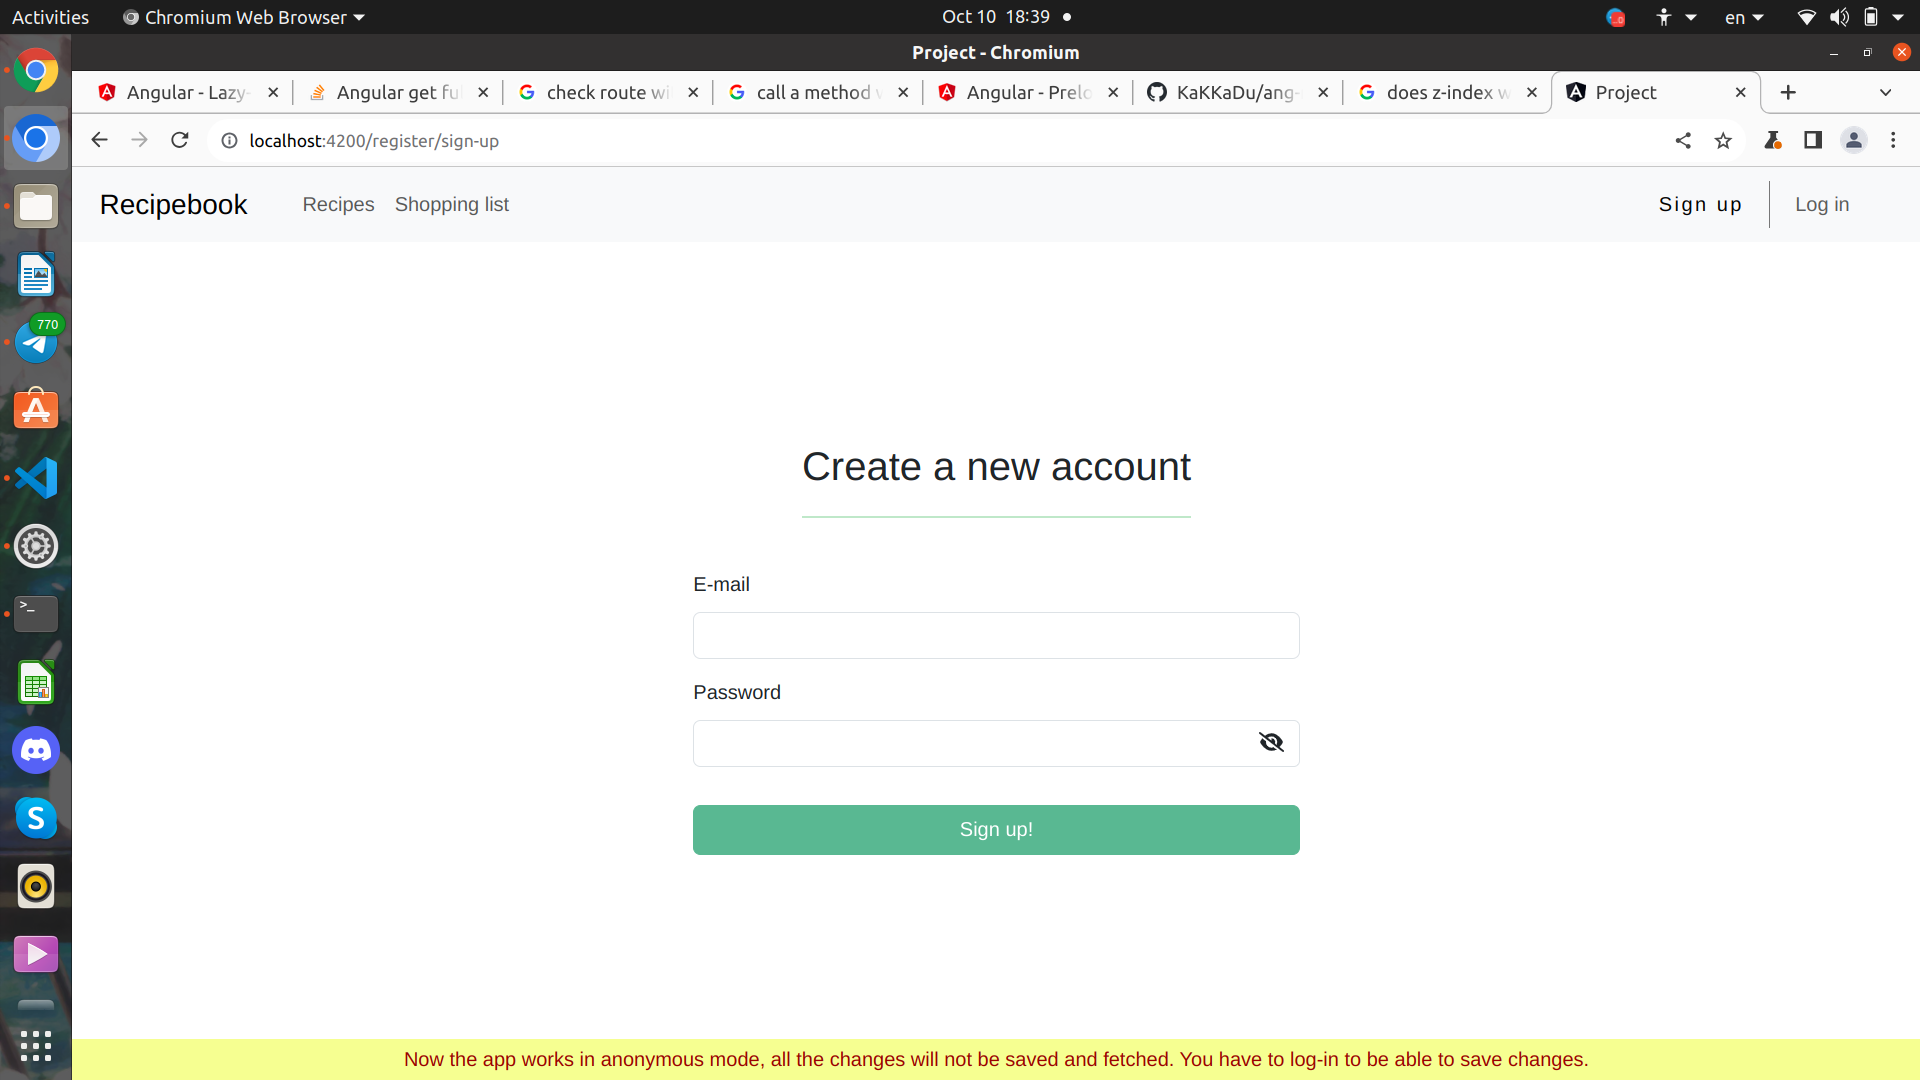 Activities Chromium Web Browser Oct 10 18:39 en
Project - Chromium
Angular - Lazy- Angular get fu check route wi call a method Angular - Prelo KaKKaDu/ang- does z-index w Project
localhost:4200/register/sign-up
Recipebook Recipes Shopping list Sign up Log in
770
Create a new account
E-mail
Password
Sign up!
Now the app works in anonymous mode, all the changes will not be saved and fetched. You have to log-in to be able to save changes.